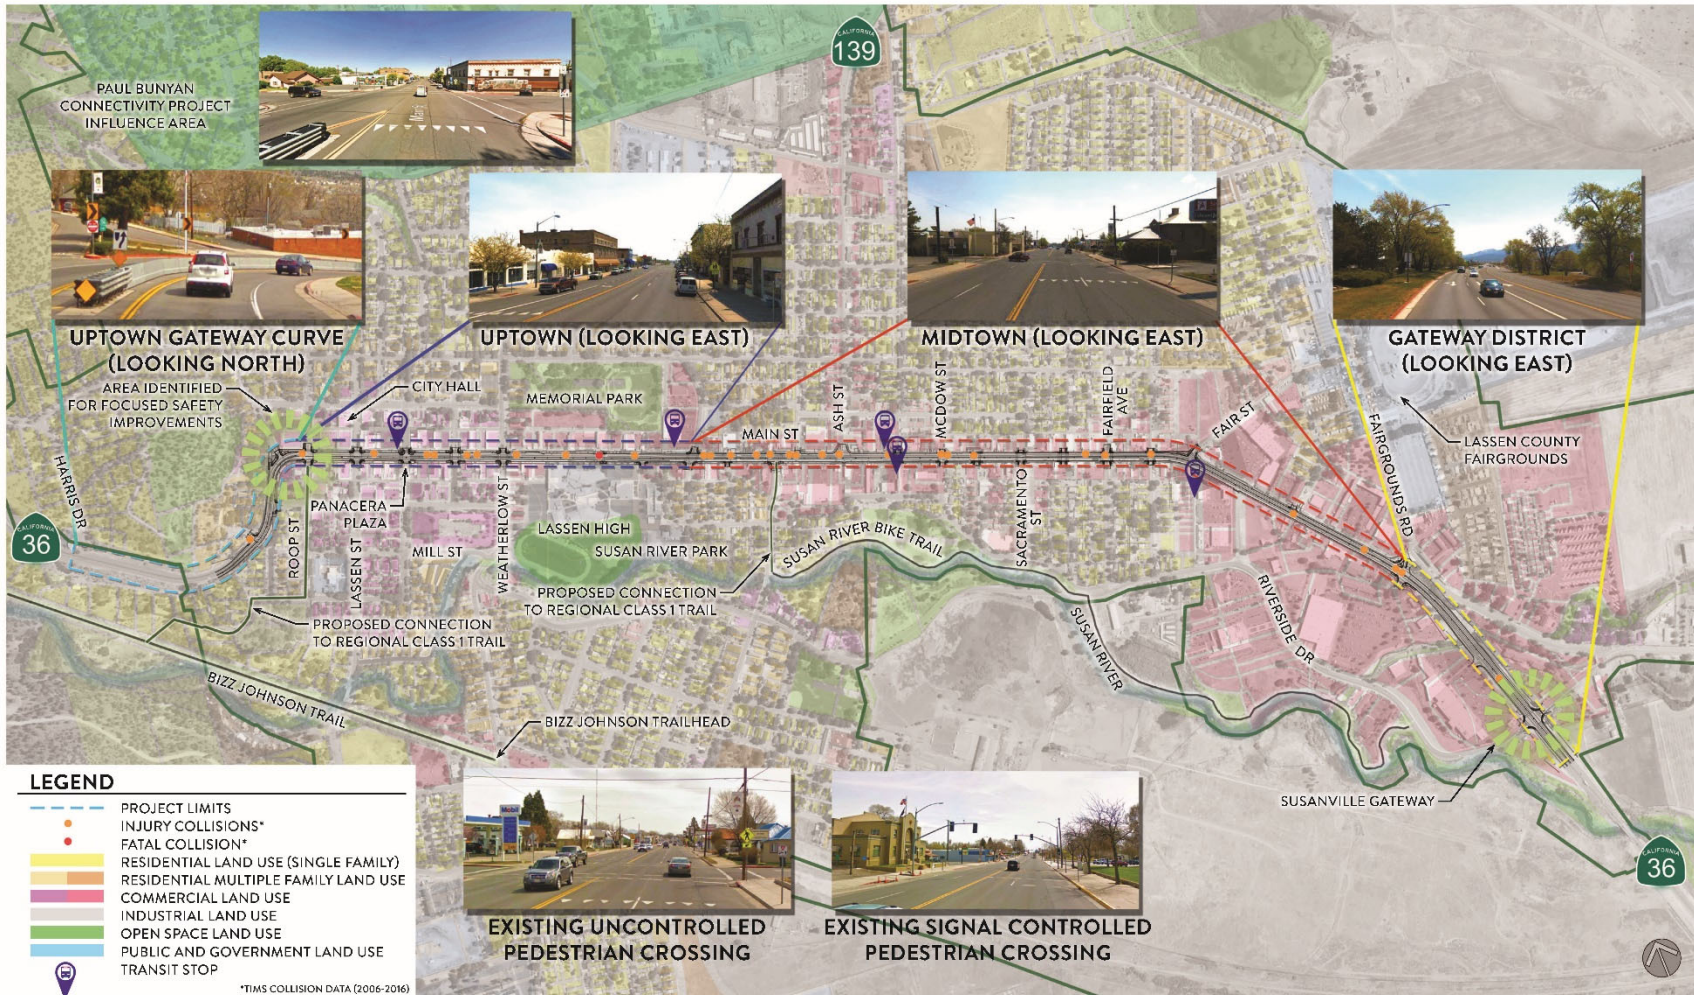 PAUL BUNYAN
CONNECTIVITY PROJECT
INFLUENCE AREA
CALIFORNIA
139
UPTOWN GATEWAY CURVE
(LOOKING NORTH)
UPTOWN (LOOKING EAST)
MIDTOWN (LOOKING EAST)
GATEWAY DISTRICT
(LOOKING EAST)
AREA IDENTIFIED
FOR FOCUSED SAFETY
IMPROVEMENTS
CITY HALL
MEMORIAL PARK
MAIN ST
ASH ST
MCDOW ST
FAIRFIELD
AVE
FAIR ST
FAIRGROUNDS RD
LASSEN COUNTY
FAIRGROUNDS
HARRIS DR
CALIFORNIA
36
ROOP ST
PANACERA
PLAZA
LASSEN ST
MILL ST
WEATHERLOW ST
LASSEN HIGH
SUSAN RIVER PARK
SUSAN RIVER BIKE TRAIL
SACRAMENTO
ST
PROPOSED CONNECTION
TO REGIONAL CLASS 1 TRAIL
PROPOSED CONNECTION
TO REGIONAL CLASS 1 TRAIL
RIVERSIDE DR
SUSAN RIVER
BIZZ JOHNSON TRAIL
BIZZ JOHNSON TRAILHEAD
SUSANVILLE GATEWAY
CALIFORNIA
36
LEGEND
PROJECT LIMITS
INJURY COLLISIONS*
FATAL COLLISION*
RESIDENTIAL LAND USE (SINGLE FAMILY)
RESIDENTIAL MULTIPLE FAMILY LAND USE
COMMERCIAL LAND USE
INDUSTRIAL LAND USE
OPEN SPACE LAND USE
PUBLIC AND GOVERNMENT LAND USE
TRANSIT STOP
*TIMS COLLISION DATA (2006-2016)
Mobil
EXISTING UNCONTROLLED
PEDESTRIAN CROSSING
EXISTING SIGNAL CONTROLLED
PEDESTRIAN CROSSING